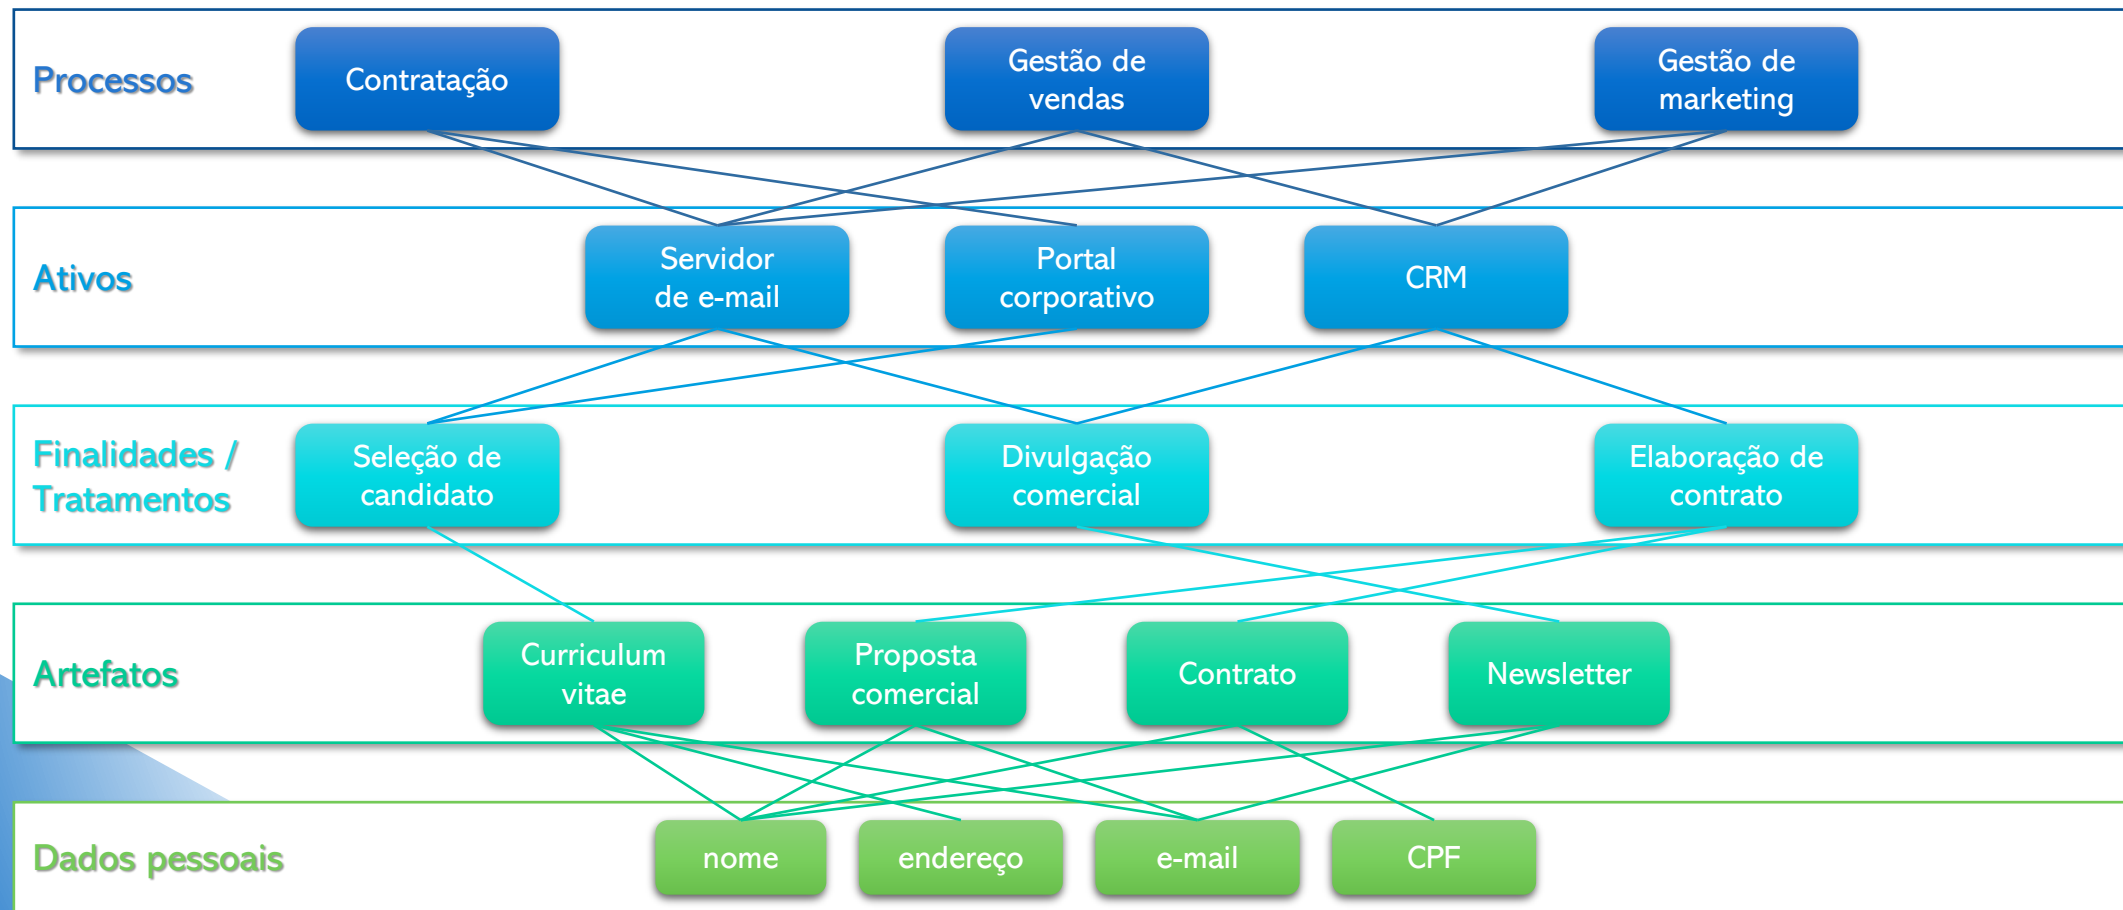 Processos
Contratação
Gestão de
vendas
Gestão de
marketing
Ativos
Servidor
de e-mail
Portal
corporativo
CRM
Finalidades /
Tratamentos
Seleção de
candidato
Divulgação
comercial
Elaboração de
contrato
Artefatos
Curriculum
vitae
Proposta
comercial
Contrato
Newsletter
Dados pessoais
nome
endereço
e-mail
CPF